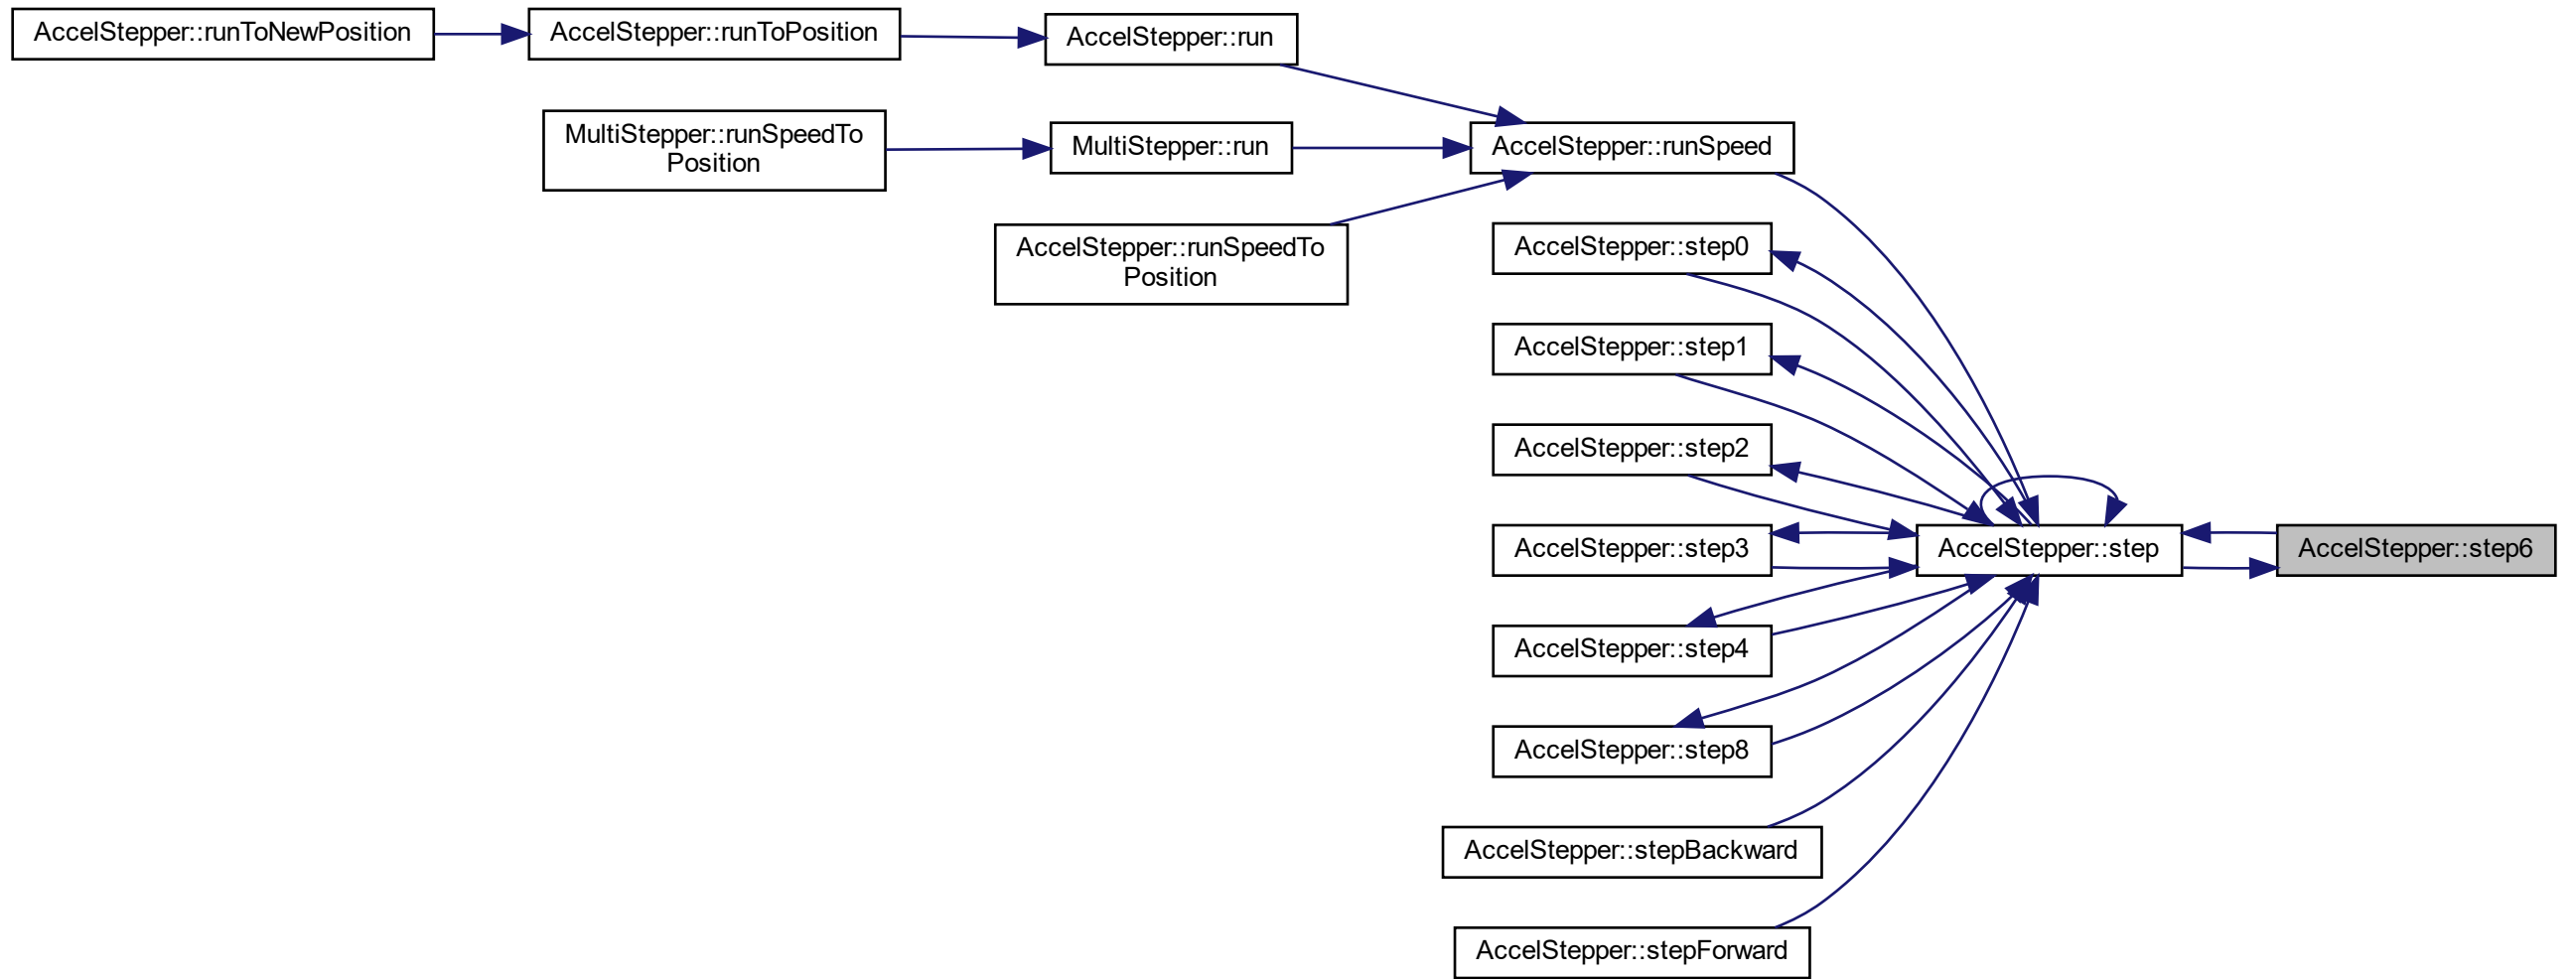 AccelStepper::runToNewPosition
AccelStepper::runToPosition
AccelStepper::run
MultiStepper::runSpeedTo
Position
MultiStepper::run
AccelStepper::runSpeed
AccelStepper::runSpeedTo
Position
AccelStepper::step0
AccelStepper::step1
AccelStepper::step2
AccelStepper::step3
AccelStepper::step
AccelStepper::step6
AccelStepper::step4
AccelStepper::step8
AccelStepper::stepBackward
AccelStepper::stepForward